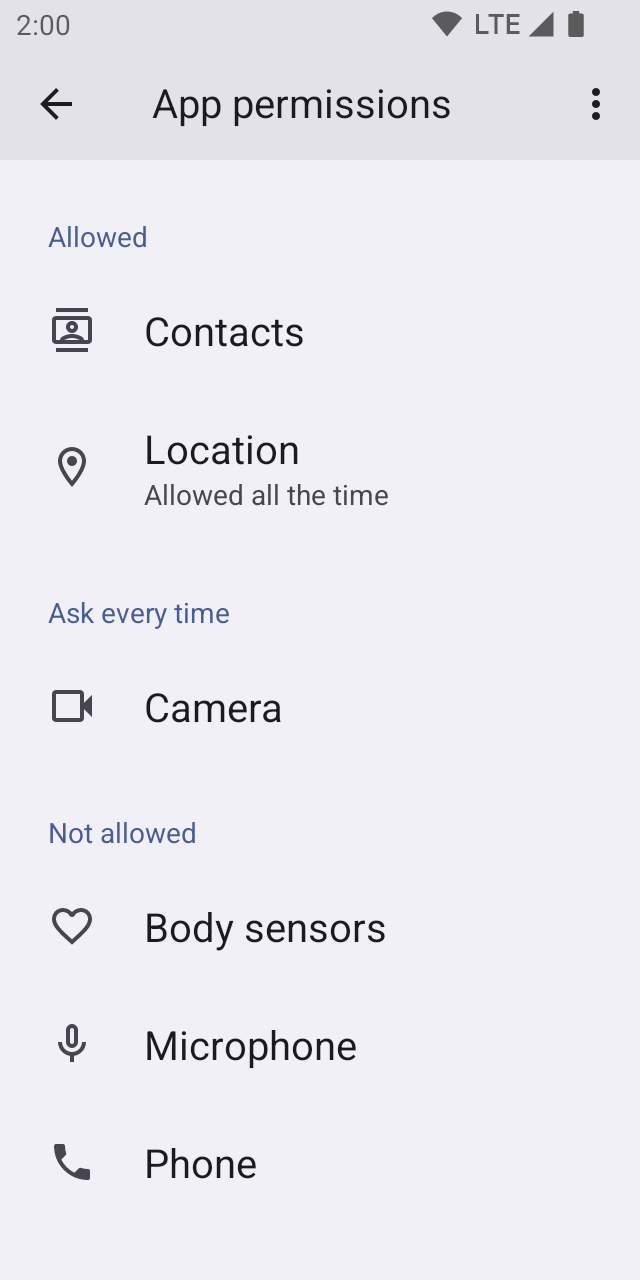 2:00
LTE
App permissions
Allowed
Contacts
Location
Allowed all the time
Ask every time
Camera
Not allowed
Body sensors
Microphone
Phone